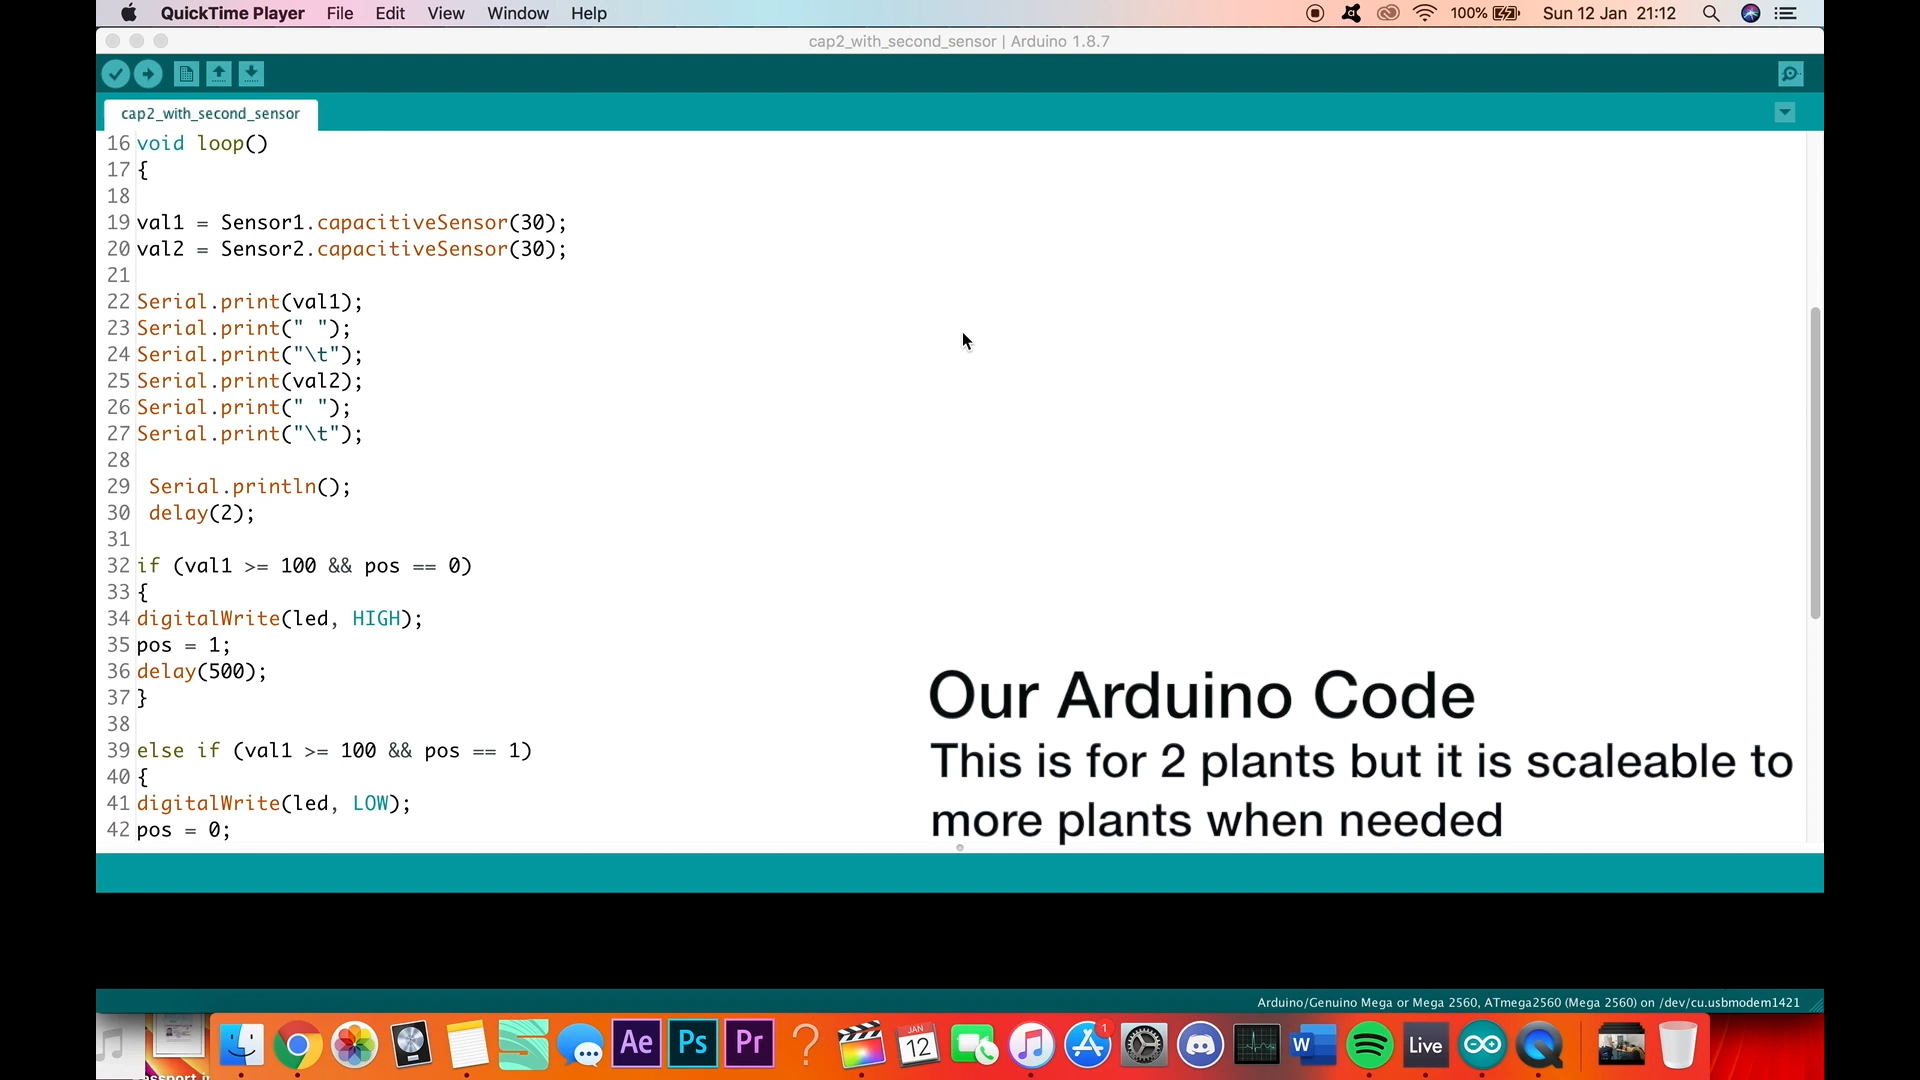 QuickTime Player File Edit View Window Help 100% Sun 12 Jan 21:12
cap2_with_second_sensor | Arduino 1.8.7
cap2_with_second_sensor
16 void loop()
17 {
18
19 val1 = Sensor1.capacitiveSensor(30);
20 val2 = Sensor2.capacitiveSensor(30);
21
22 Serial.print(val1);
23 Serial.print(" ");
24 Serial.print("\t");
25 Serial.print(val2);
26 Serial.print(" ");
27 Serial.print("\t");
28
29 Serial.println();
30 delay(2);
31
32 if (val1 >= 100 && pos == 0)
33 {
34 digitalWrite(led, HIGH);
35 pos = 1;
36 delay(500);
37 }
38
39 else if (val1 >= 100 && pos == 1)
40 {
41 digitalWrite(led, LOW);
42 pos = 0;
Our Arduino Code
This is for 2 plants but it is scaleable to
more plants when needed
Arduino/Genuino Mega or Mega 2560, ATmega2560 (Mega 2560) on /dev/cu.usbmodem1421
Ae Ps Pr ? JAN 12 1 W Live